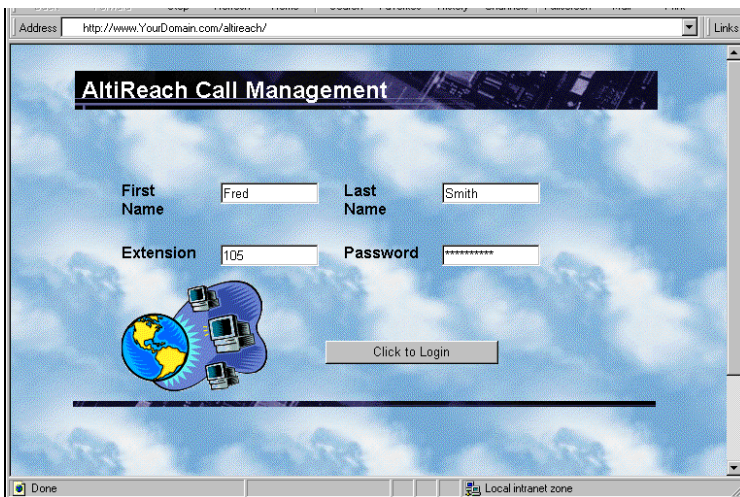 Address http://www.YourDomain.com/altireach/ Links
AltiReach Call Management
First Name Fred Last Name Smith
Extension 105 Password **********
Click to Login
Done Local intranet zone